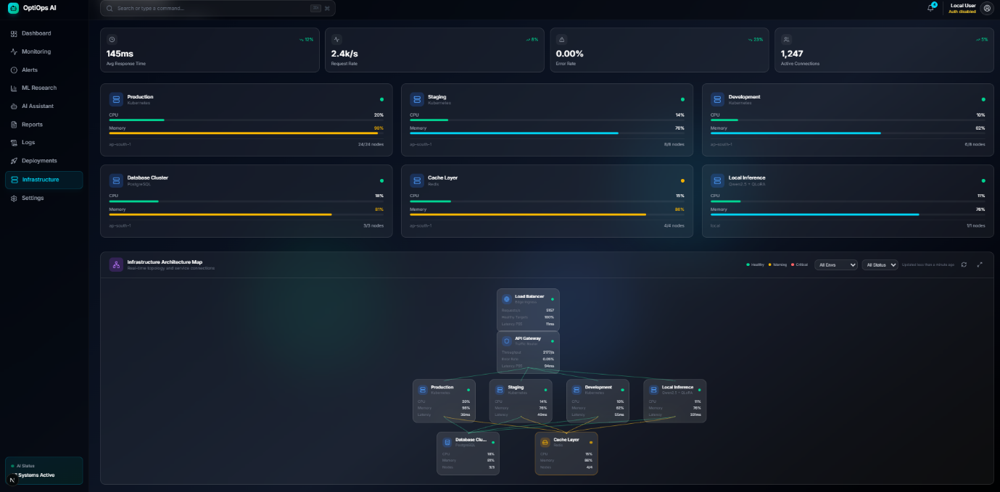 OptiOps AI
Search or type a command...
4
Local User
Auth disabled
Dashboard
Monitoring
Alerts
ML Research
AI Assistant
Reports
Logs
Deployments
Infrastructure
Settings
AI Status
Systems Active
N
12%
145ms
Avg Response Time
6%
2.4k/s
Request Rate
23%
0.00%
Error Rate
5%
1,247
Active Connections
Production
Kubernetes
CPU 20%
Memory 98%
ap-south-1 24/24 nodes
Staging
Kubernetes
CPU 14%
Memory 76%
ap-south-1 8/8 nodes
Development
Kubernetes
CPU 10%
Memory 62%
ap-south-1 6/8 nodes
Database Cluster
PostgreSQL
CPU 18%
Memory 81%
ap-south-1 3/3 nodes
Cache Layer
Redis
CPU 15%
Memory 86%
ap-south-1 4/4 nodes
Local Inference
Qwen2.5 + QLoRA
CPU 11%
Memory 76%
local 1/1 nodes
Infrastructure Architecture Map
Real-time topology and service connections
Healthy Warning Critical
All Envs
All Status
Updated less than a minute ago
Load Balancer
Requests/s 5157
Healthy Targets 100%
Latency P95 11ms
API Gateway
Throughput 2177/s
Error Rate 0.05%
Latency P95 94ms
Production
Kubernetes
CPU 20%
Memory 98%
Latency 36ms
Staging
Kubernetes
CPU 14%
Memory 76%
Latency 40ms
Development
Kubernetes
CPU 10%
Memory 62%
Latency 55ms
Local Inference
Qwen2.5 + QLoRA
CPU 11%
Memory 76%
Latency 331ms
Database Clu...
PostgreSQL
CPU 18%
Memory 81%
Nodes 3/3
Cache Layer
Redis
CPU 15%
Memory 86%
Nodes 4/4